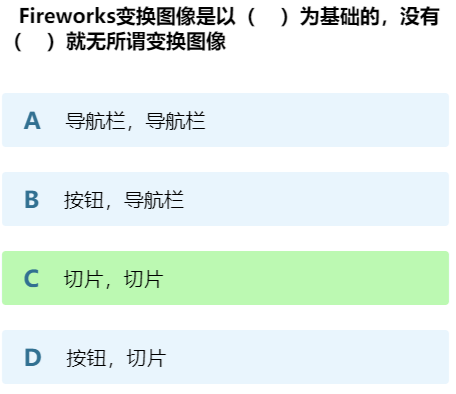 Fireworks变换图像是以（　）为基础的，没有
（　）就无所谓变换图像
A 导航栏，导航栏
B 按钮，导航栏
C 切片，切片
D 按钮，切片